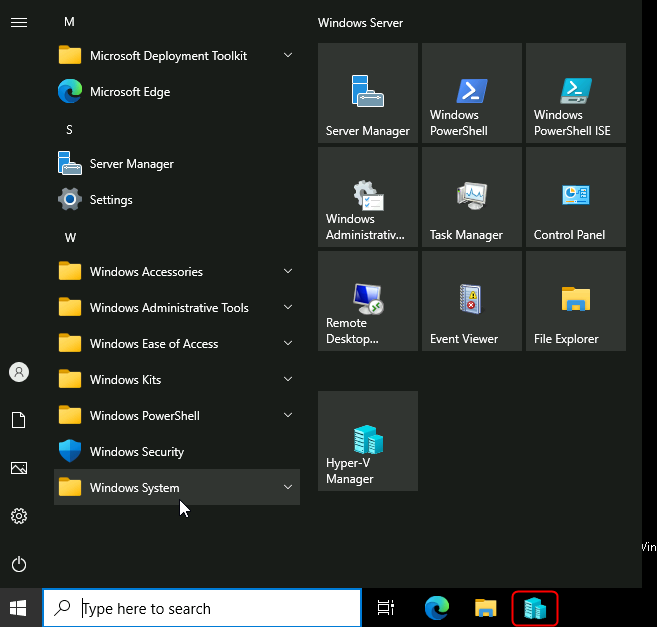 M
Microsoft Deployment Toolkit
Microsoft Edge
S
Server Manager
Settings
W
Windows Accessories
Windows Administrative Tools
Windows Ease of Access
Windows Kits
Windows PowerShell
Windows Security
Windows System
Windows Server
Server Manager
Windows
PowerShell
Windows
PowerShell ISE
Windows
Administrativ...
Task Manager
Control Panel
Remote
Desktop...
Event Viewer
File Explorer
Hyper-V
Manager
Type here to search